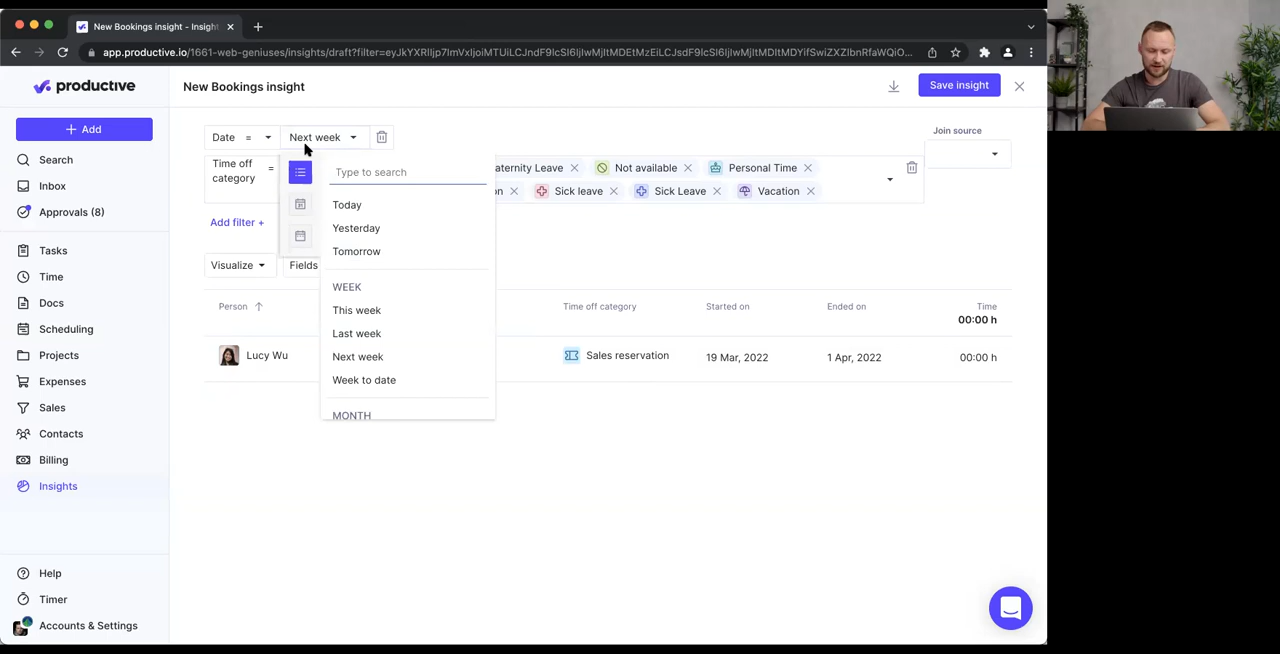 New Bookings insight - Insight
app.productive.io/1661-web-geniuses/insights/draft?filter=eyJkYXRlIjp7ImVxIjoiMTUiLCJndF9lcSI6IjIwMjEtMDEtMzEiLCJsdF9lcSI6IjIwMjItMDItMDYifSwiZXZlbnRfaWQiO...
productive
New Bookings insight
Save insight
Add
Search
Inbox
Approvals (8)
Tasks
Time
Docs
Scheduling
Projects
Expenses
Sales
Contacts
Billing
Insights
Help
Timer
Accounts & Settings
Date = Next week
Join source
Time off category =
aternity Leave Not available Personal Time
on Sick leave Sick Leave Vacation
Add filter +
Visualize Fields
Type to search
Today
Yesterday
Tomorrow
WEEK
This week
Last week
Next week
Week to date
MONTH
Person Time off category Started on Ended on Time
00:00 h
Lucy Wu Sales reservation 19 Mar, 2022 1 Apr, 2022 00:00 h